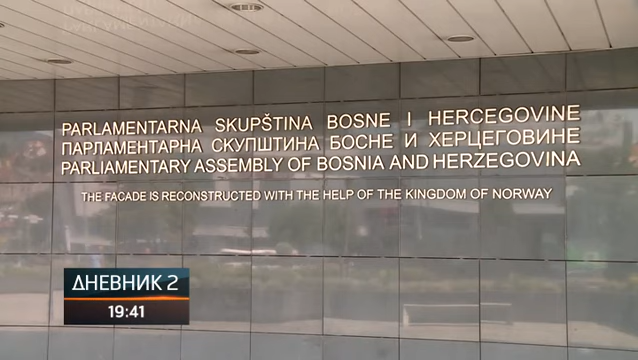 PARLAMENTARNA SKUPŠTINA BOSNE I HERCEGOVINE
ПАРЛАМЕНТАРНА СКУПШТИНА БОСНЕ И ХЕРЦЕГОВИНЕ
PARLIAMENTARY ASSEMBLY OF BOSNIA AND HERZEGOVINA
THE FACADE IS RECONSTRUCTED WITH THE HELP OF THE KINGDOM OF NORWAY
ДНЕВНИК 2
19:41